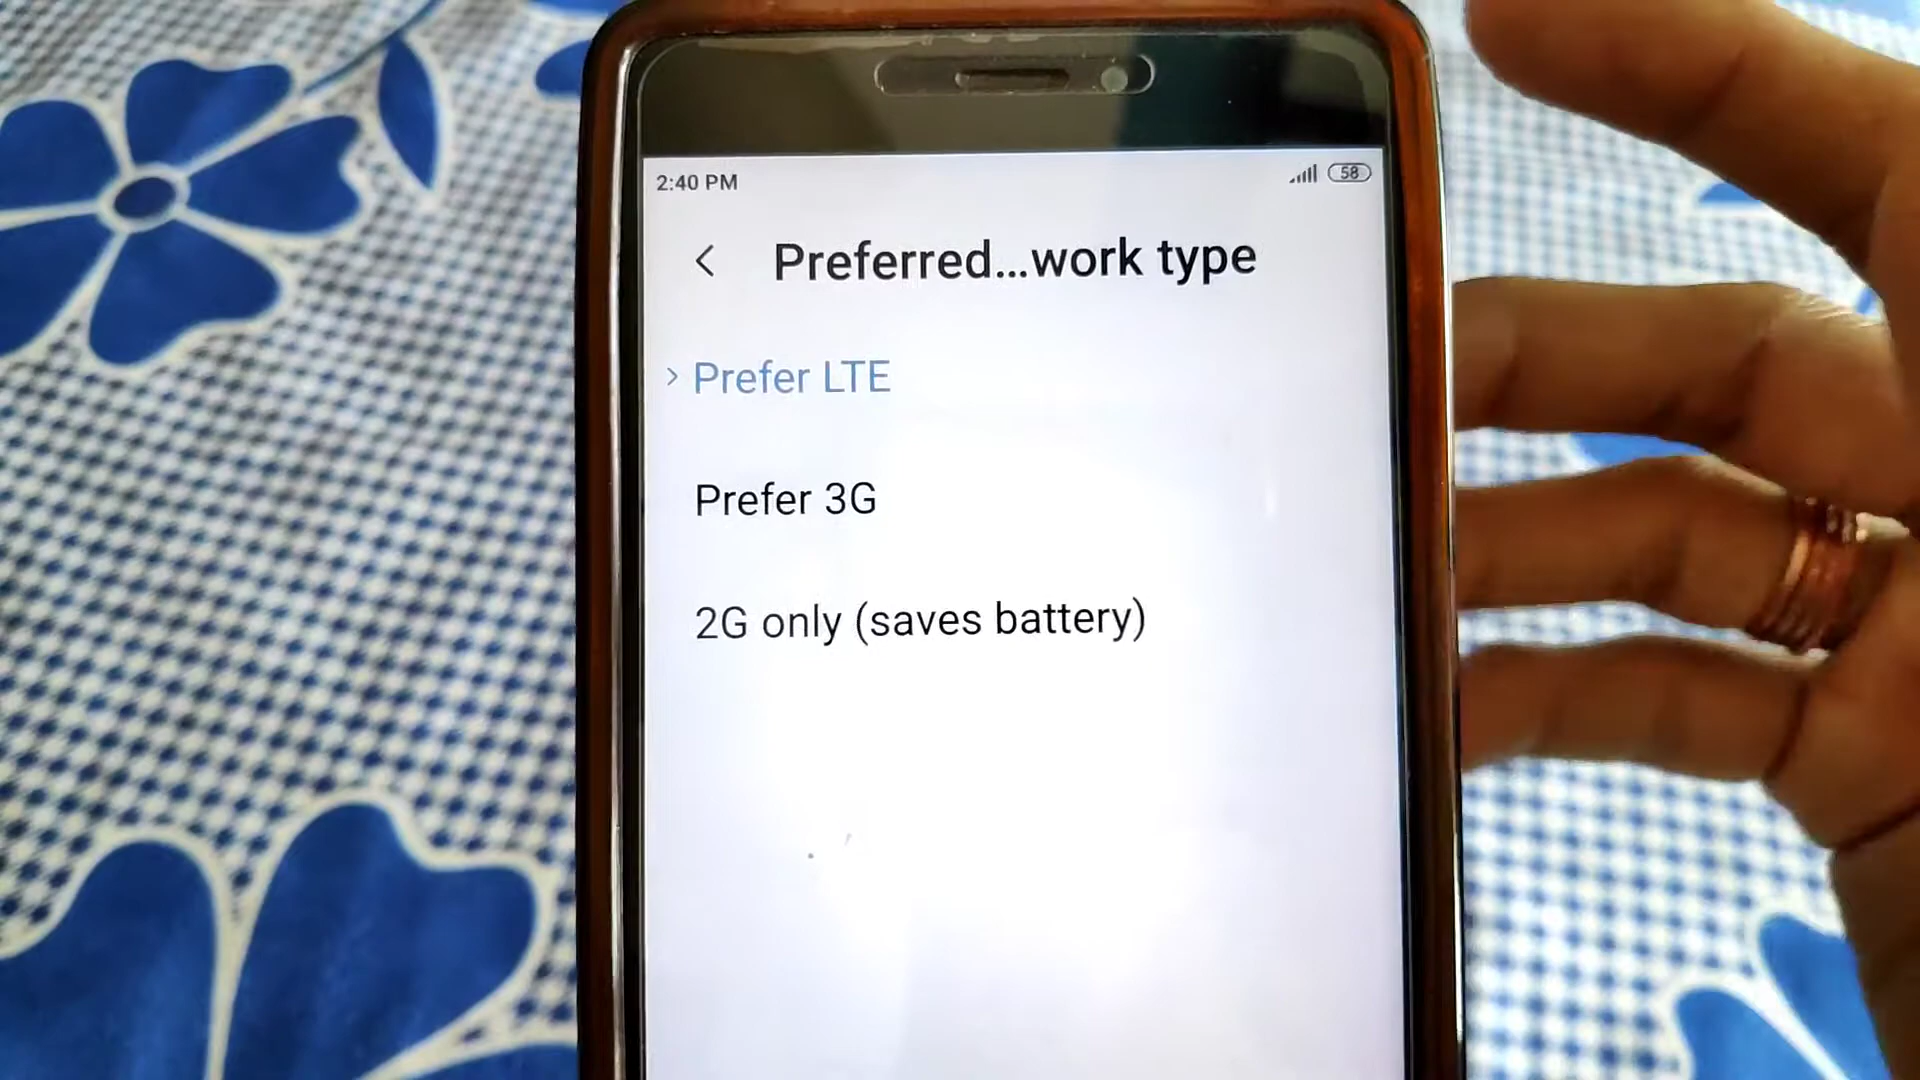 2:40 PM
58
Preferred...work type
Prefer LTE
Prefer 3G
2G only (saves battery)